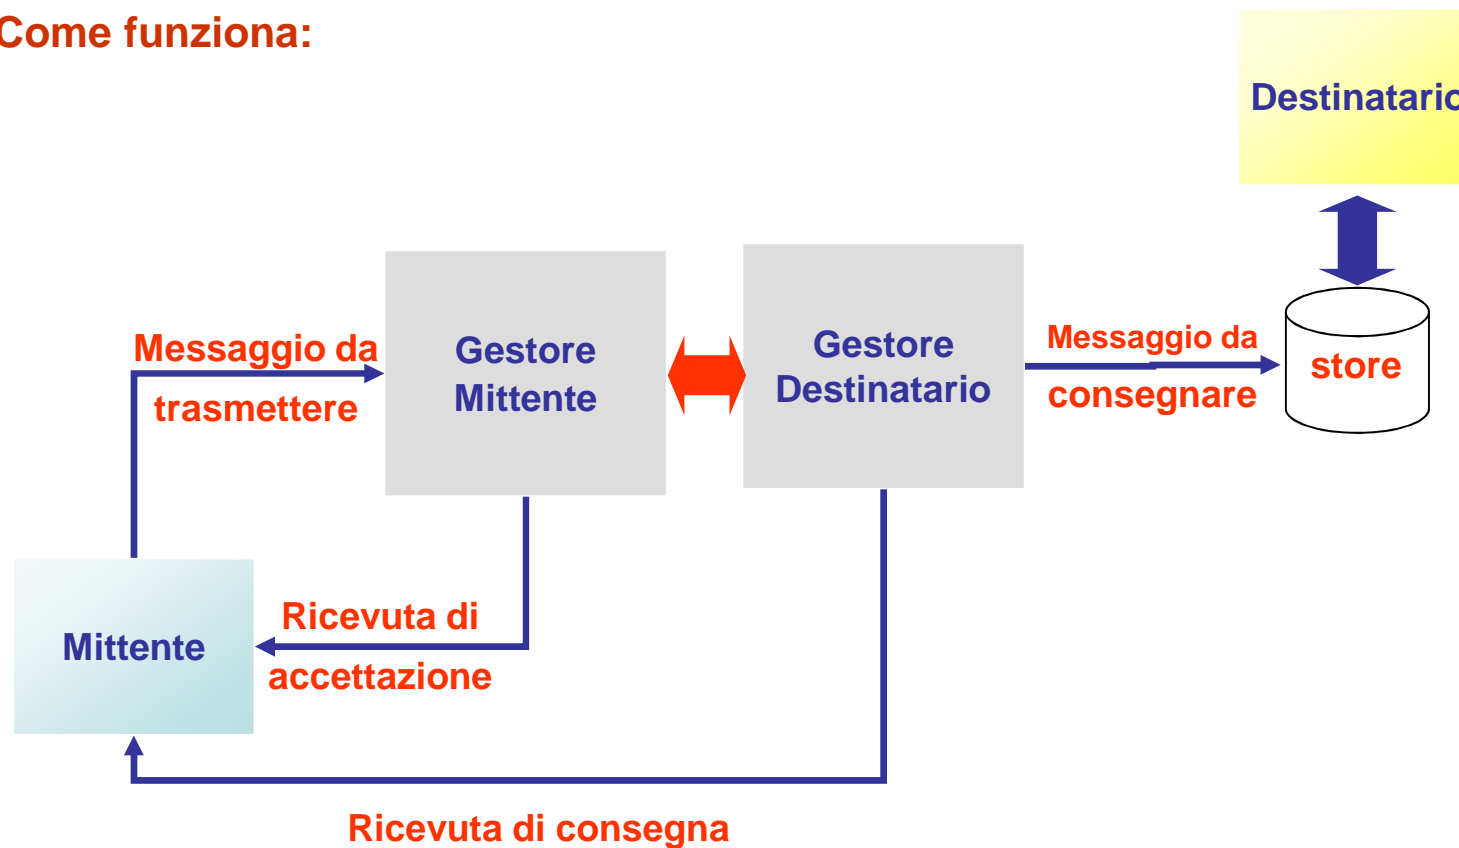 Come funziona:
Destinatario
Messaggio da
trasmettere
Gestore
Mittente
Gestore
Destinatario
Messaggio da
consegnare
store
Mittente
Ricevuta di
accettazione
Ricevuta di consegna